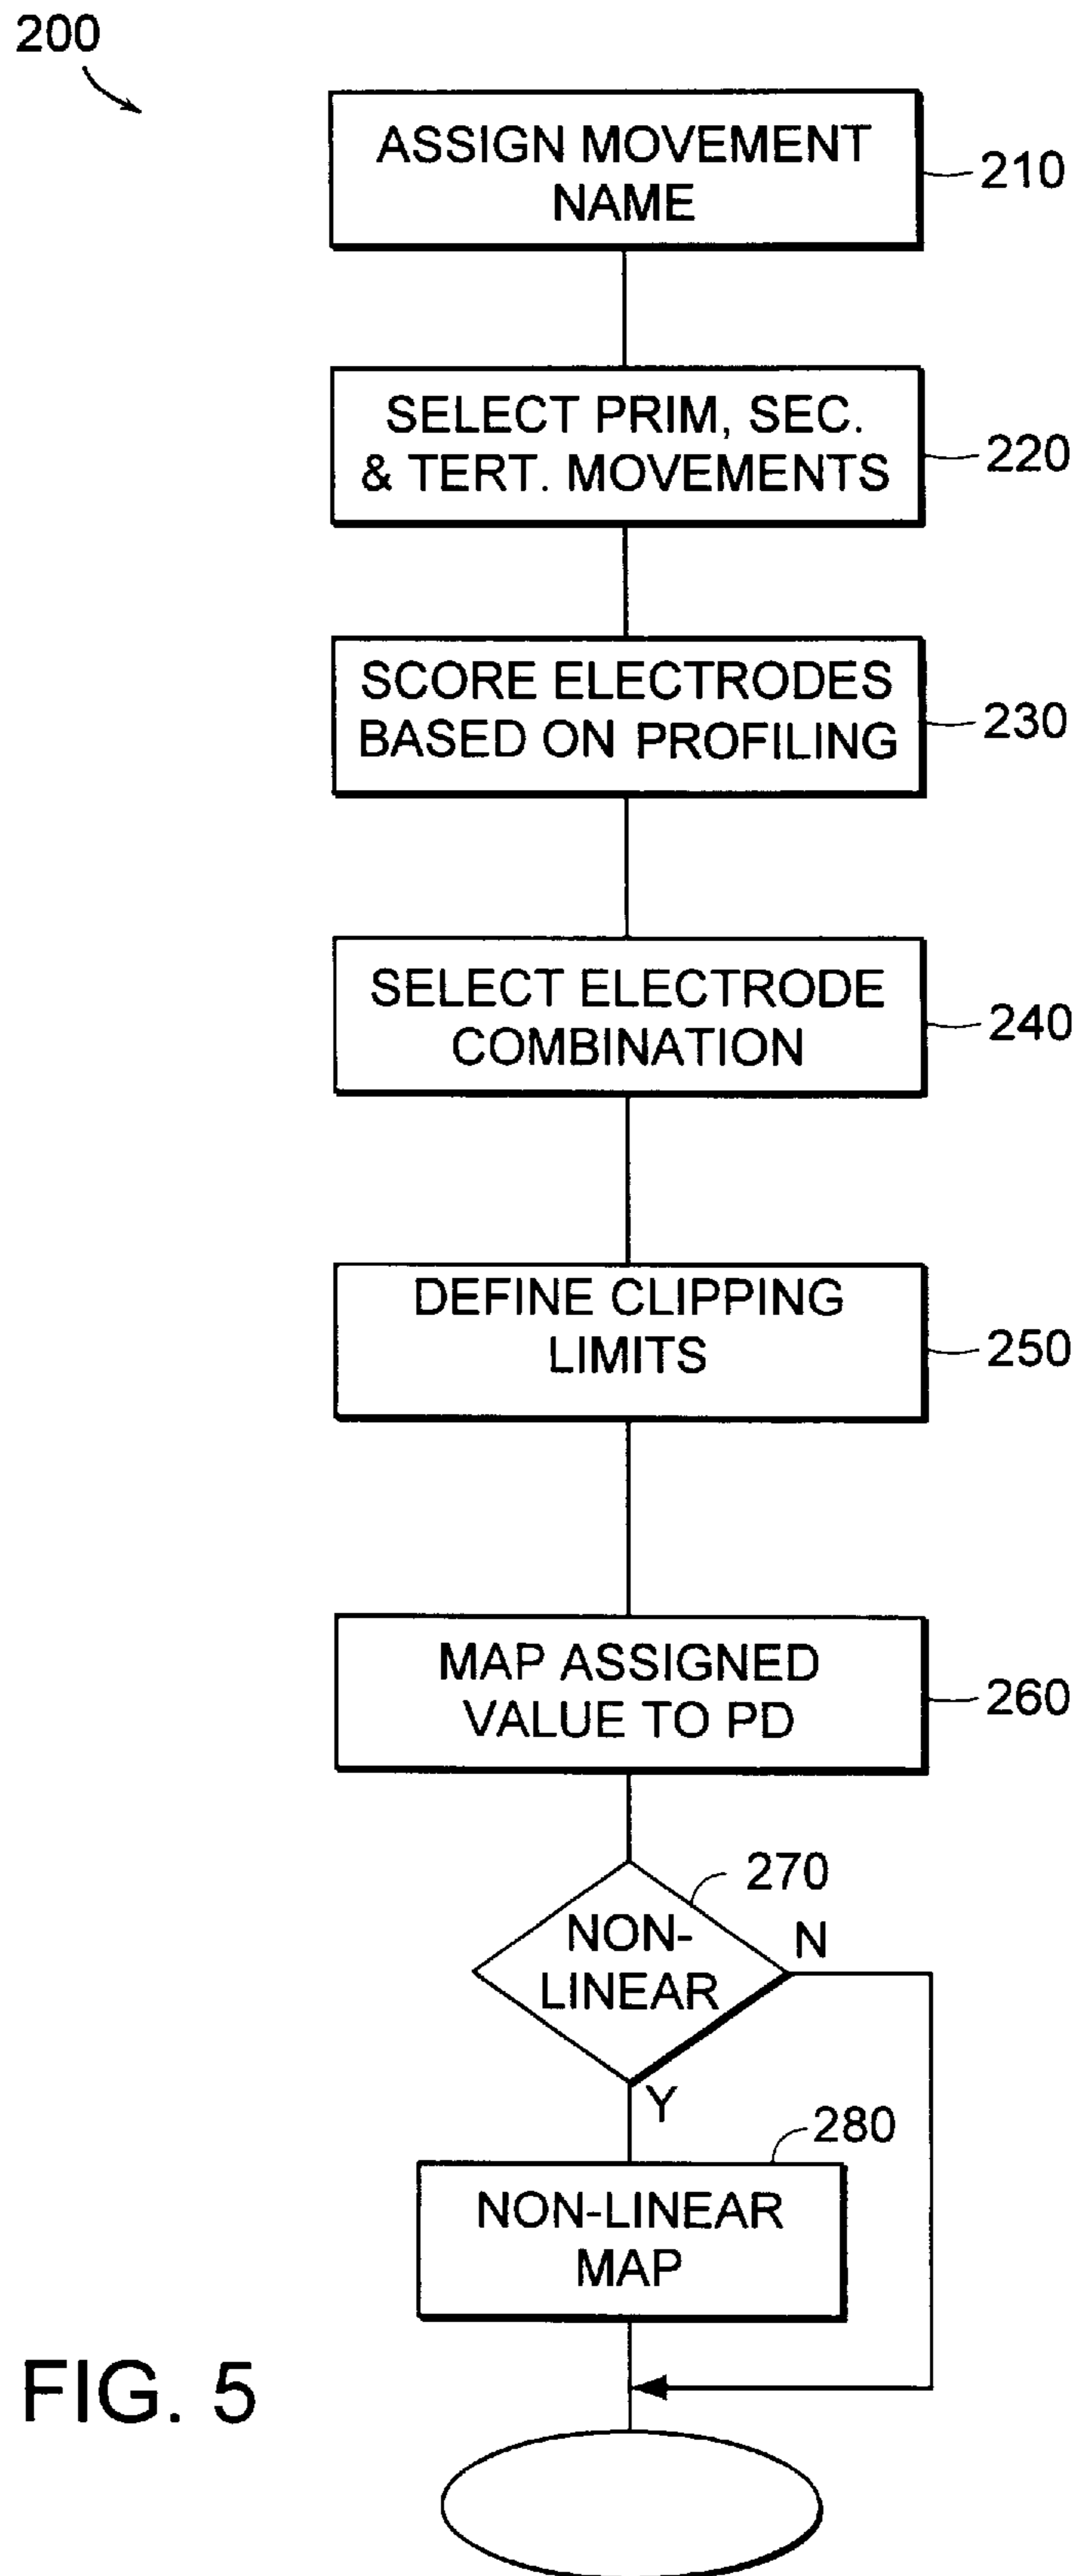 200
ASSIGN MOVEMENT
NAME
210
SELECT PRIM, SEC.
& TERT. MOVEMENTS
220
SCORE ELECTRODES
BASED ON PROFILING
230
SELECT ELECTRODE
COMBINATION
240
DEFINE CLIPPING
LIMITS
250
MAP ASSIGNED
VALUE TO PD
260
270
NON-
LINEAR
N
Y
280
NON-LINEAR
MAP
FIG. 5